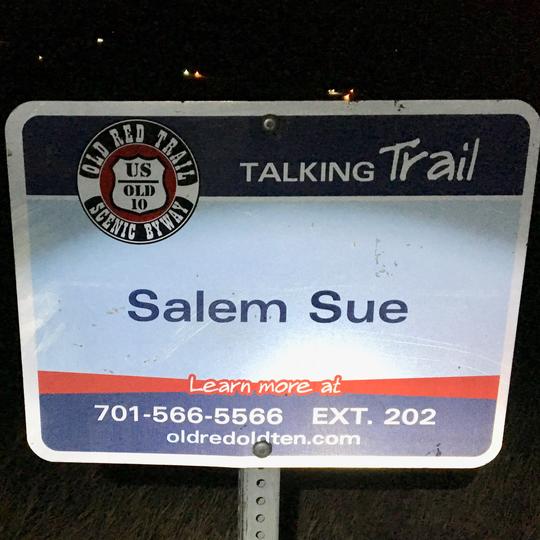 OLD RED TRAIL
US
OLD
10
SCENIC BYWAY
TALKING Trail
Salem Sue
Learn more at
701-566-5566 EXT. 202
oldredoldten.com